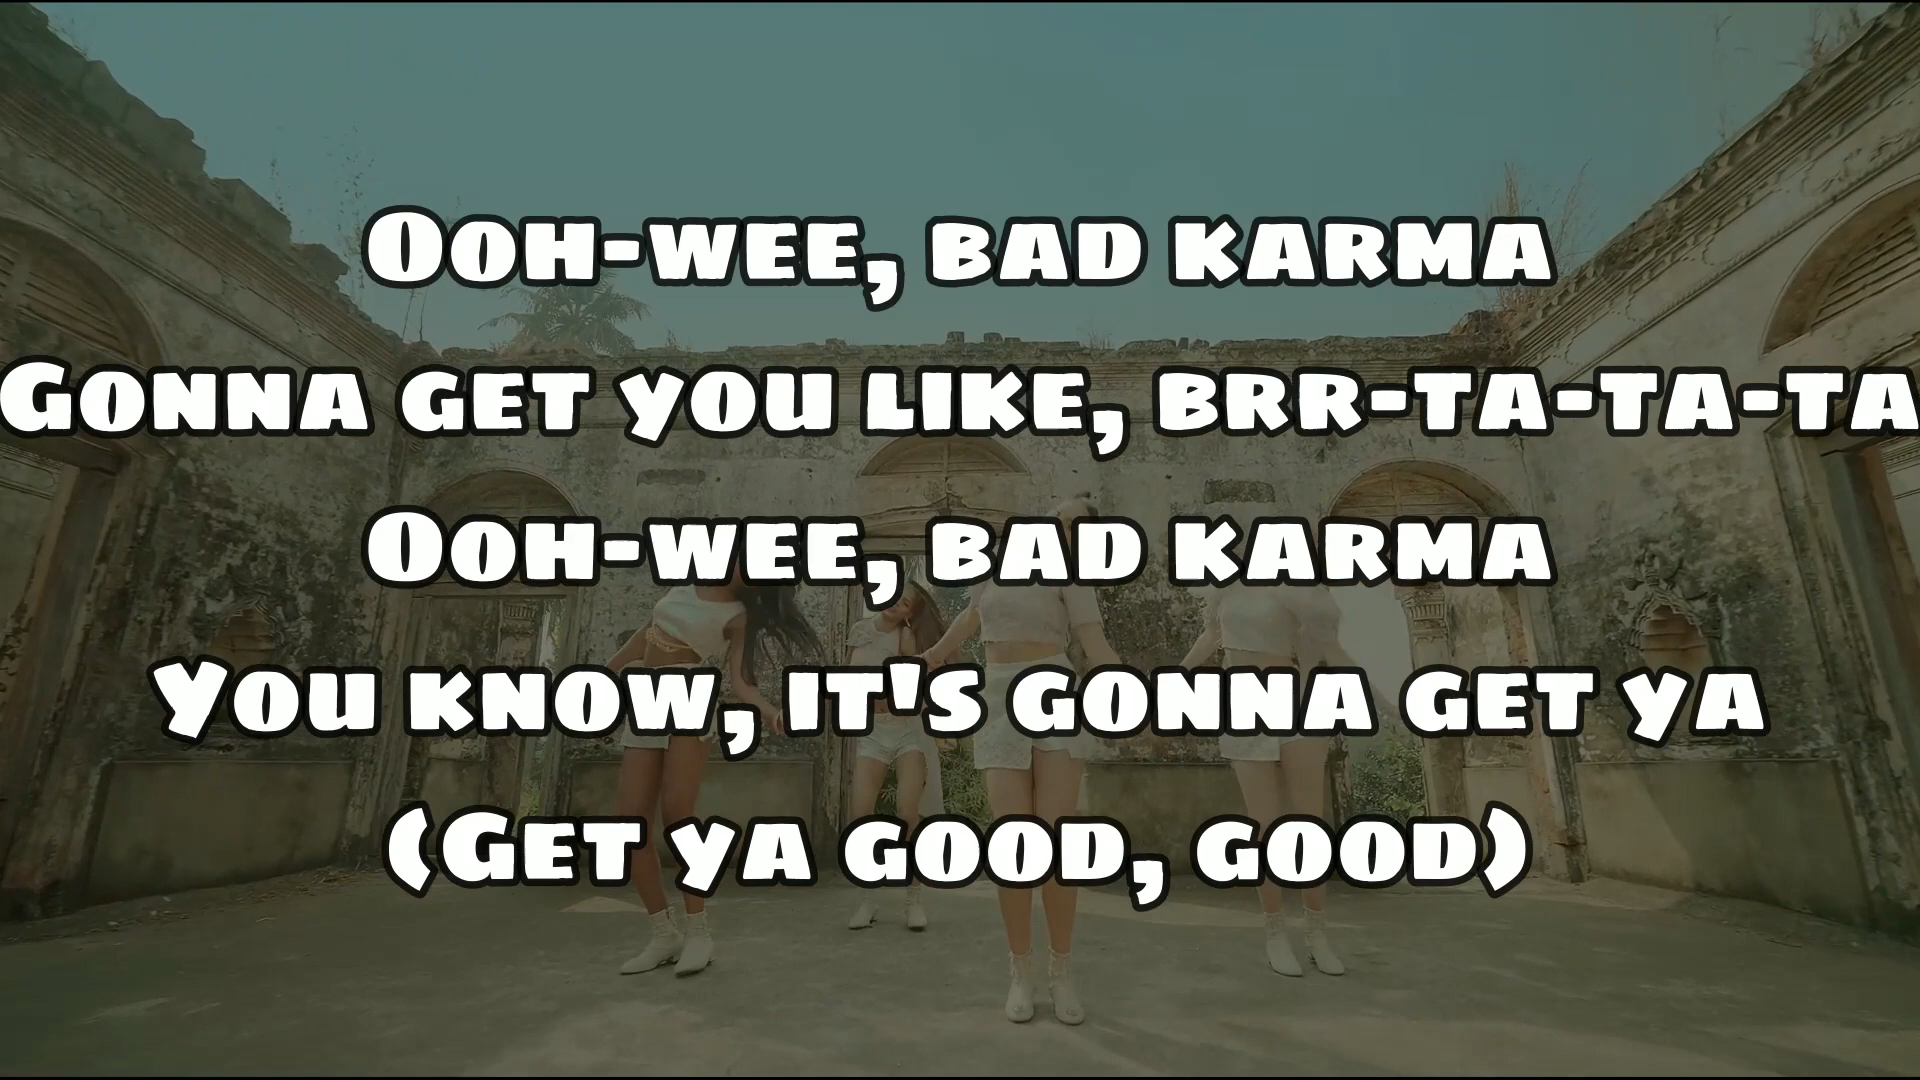 Ooh-wee, bad karma
Gonna get you like, brr-ta-ta-ta
Ooh-wee, bad karma
You know, it's gonna get ya
(Get ya good, good)